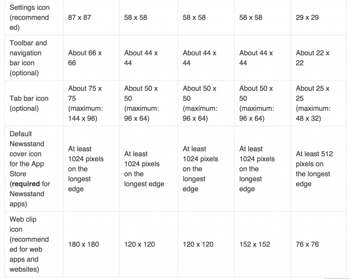 Settings icon
(recommend
ed)
87 x 87
58 x 58
58 x 58
58 x 58
29 x 29
Toolbar and
navigation
bar icon
(optional)
About 66 x
66
About 44 x
44
About 44 x
44
About 44 x
44
About 22 x
22
Tab bar icon
(optional)
About 75 x
75
(maximum:
144 x 96)
About 50 x
50
(maximum:
96 x 64)
About 50 x
50
(maximum:
96 x 64)
About 50 x
50
(maximum:
96 x 64)
About 25 x
25
(maximum:
48 x 32)
Default
Newsstand
cover icon
for the App
Store
(required for
Newsstand
apps)
At least
1024 pixels
on the
longest
edge
At least
1024 pixels
on the
longest
edge
At least
1024 pixels
on the
longest
edge
At least
1024 pixels
on the
longest
edge
At least 512
pixels on
the longest
edge
Web clip
icon
(recommend
ed for web
apps and
websites)
180 x 180
120 x 120
120 x 120
152 x 152
76 x 76